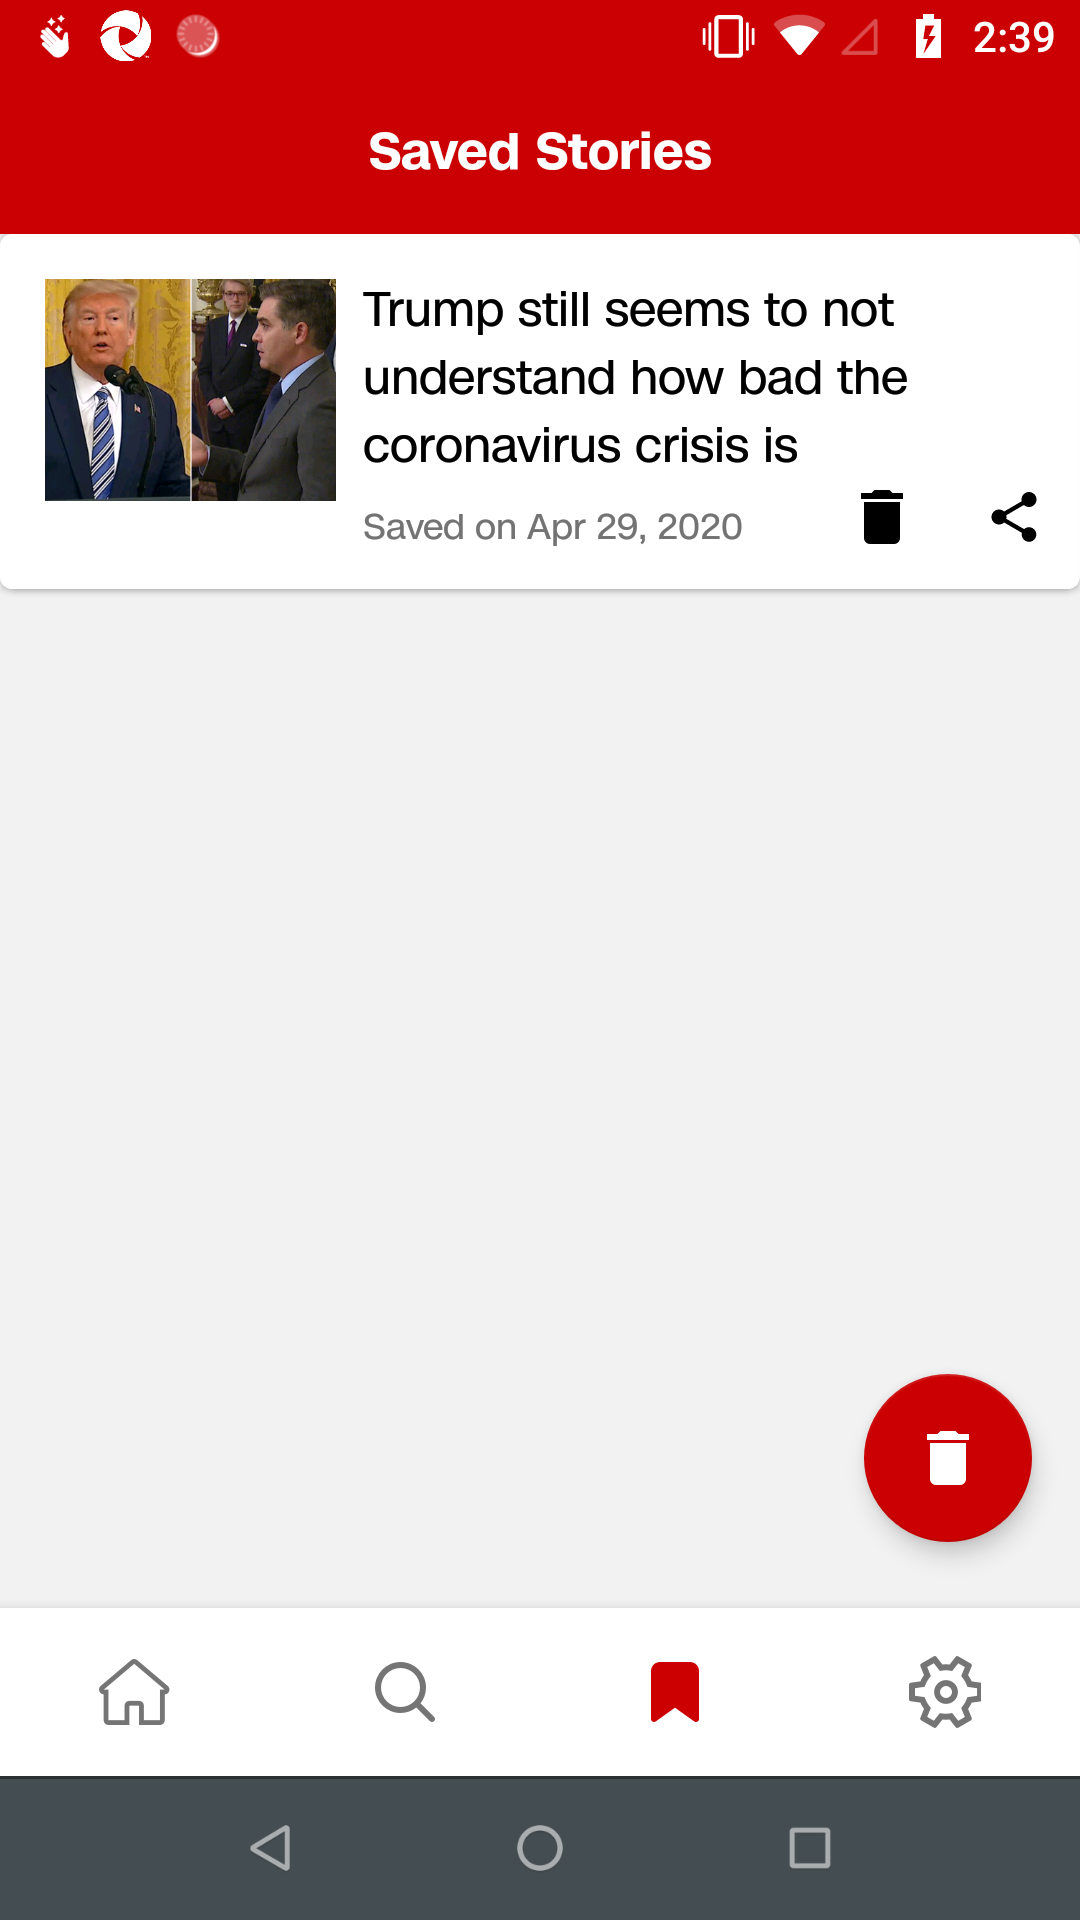 2:39
Saved Stories
Trump still seems to not
understand how bad the
coronavirus crisis is
Saved on Apr 29, 2020